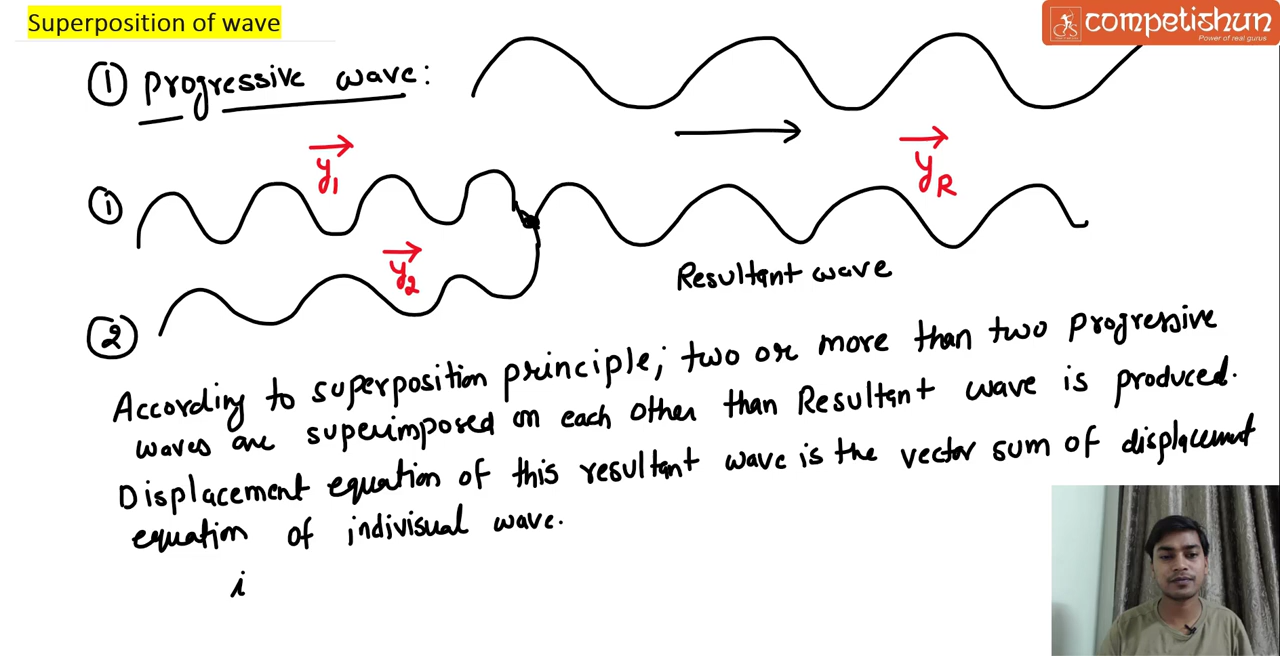 Superposition of wave
competishun
Power of real gurus
① Progressive wave:
y1
yR
①
y2
Resultant wave
②
According to superposition principle, two or more than two progressive
waves are superimposed on each other than Resultant wave is produced.
Displacement equation of this resultant wave is the vector sum of displacement
equation of indivisual wave.
i